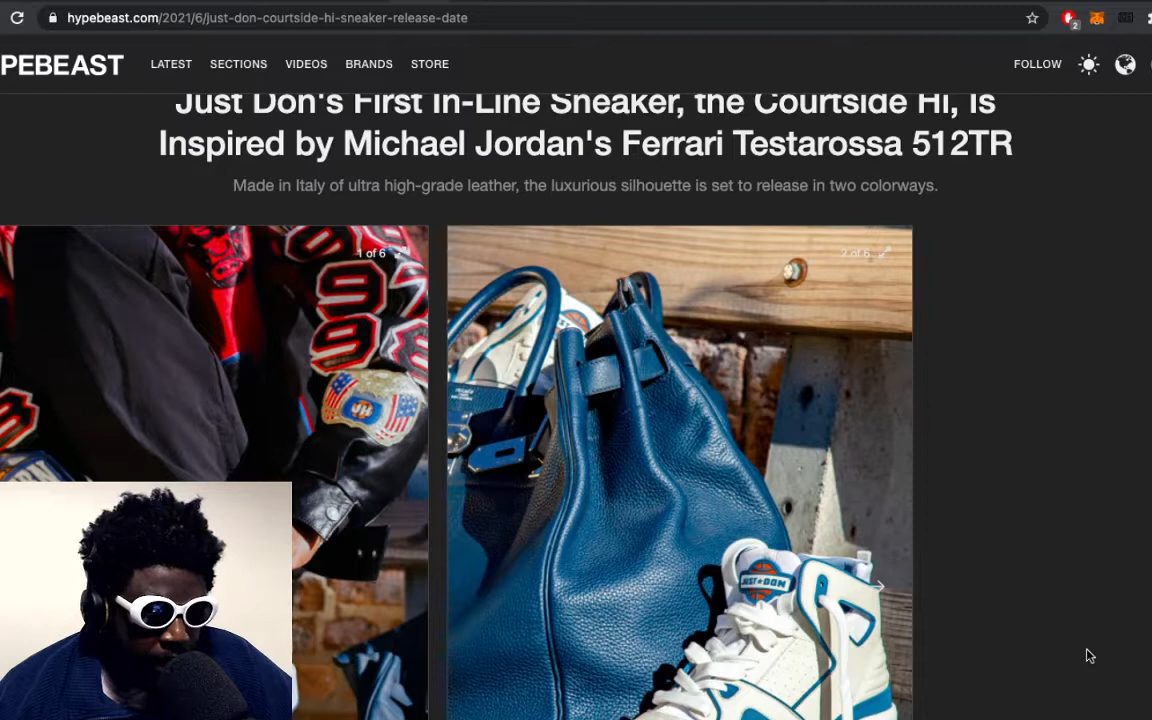 hypebeast.com/2021/6/just-don-courtside-hi-sneaker-release-date
2
PEBEAST LATEST SECTIONS VIDEOS BRANDS STORE FOLLOW
Just Don's First In-Line Sneaker, the Courtside Hi, Is
Inspired by Michael Jordan's Ferrari Testarossa 512TR
Made in Italy of ultra high-grade leather, the luxurious silhouette is set to release in two colorways.
1 of 6
2 of 6
JUST★DON